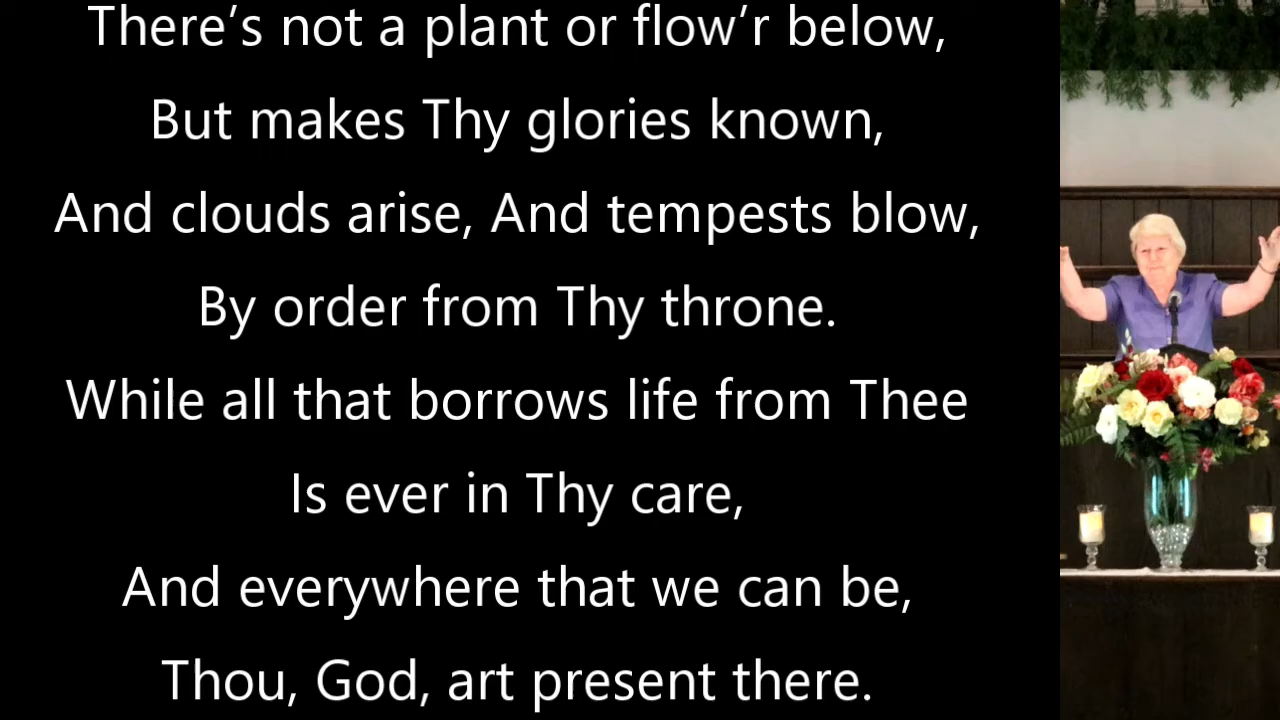 There’s not a plant or flow’r below,
But makes Thy glories known,
And clouds arise, And tempests blow,
By order from Thy throne.
While all that borrows life from Thee
Is ever in Thy care,
And everywhere that we can be,
Thou, God, art present there.